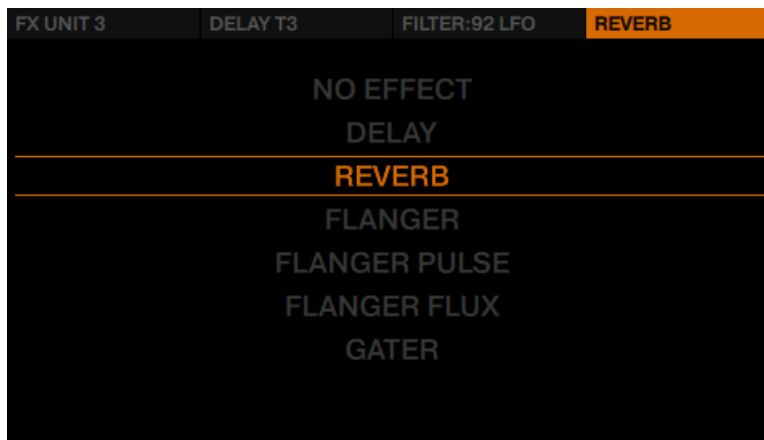 FX UNIT 3 DELAY T3 FILTER:92 LFO REVERB
NO EFFECT
DELAY
REVERB
FLANGER
FLANGER PULSE
FLANGER FLUX
GATER